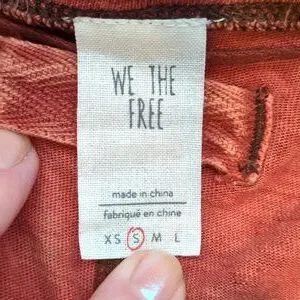 WE THE
FREE
made in china
fabriqué en chine
XS S M L